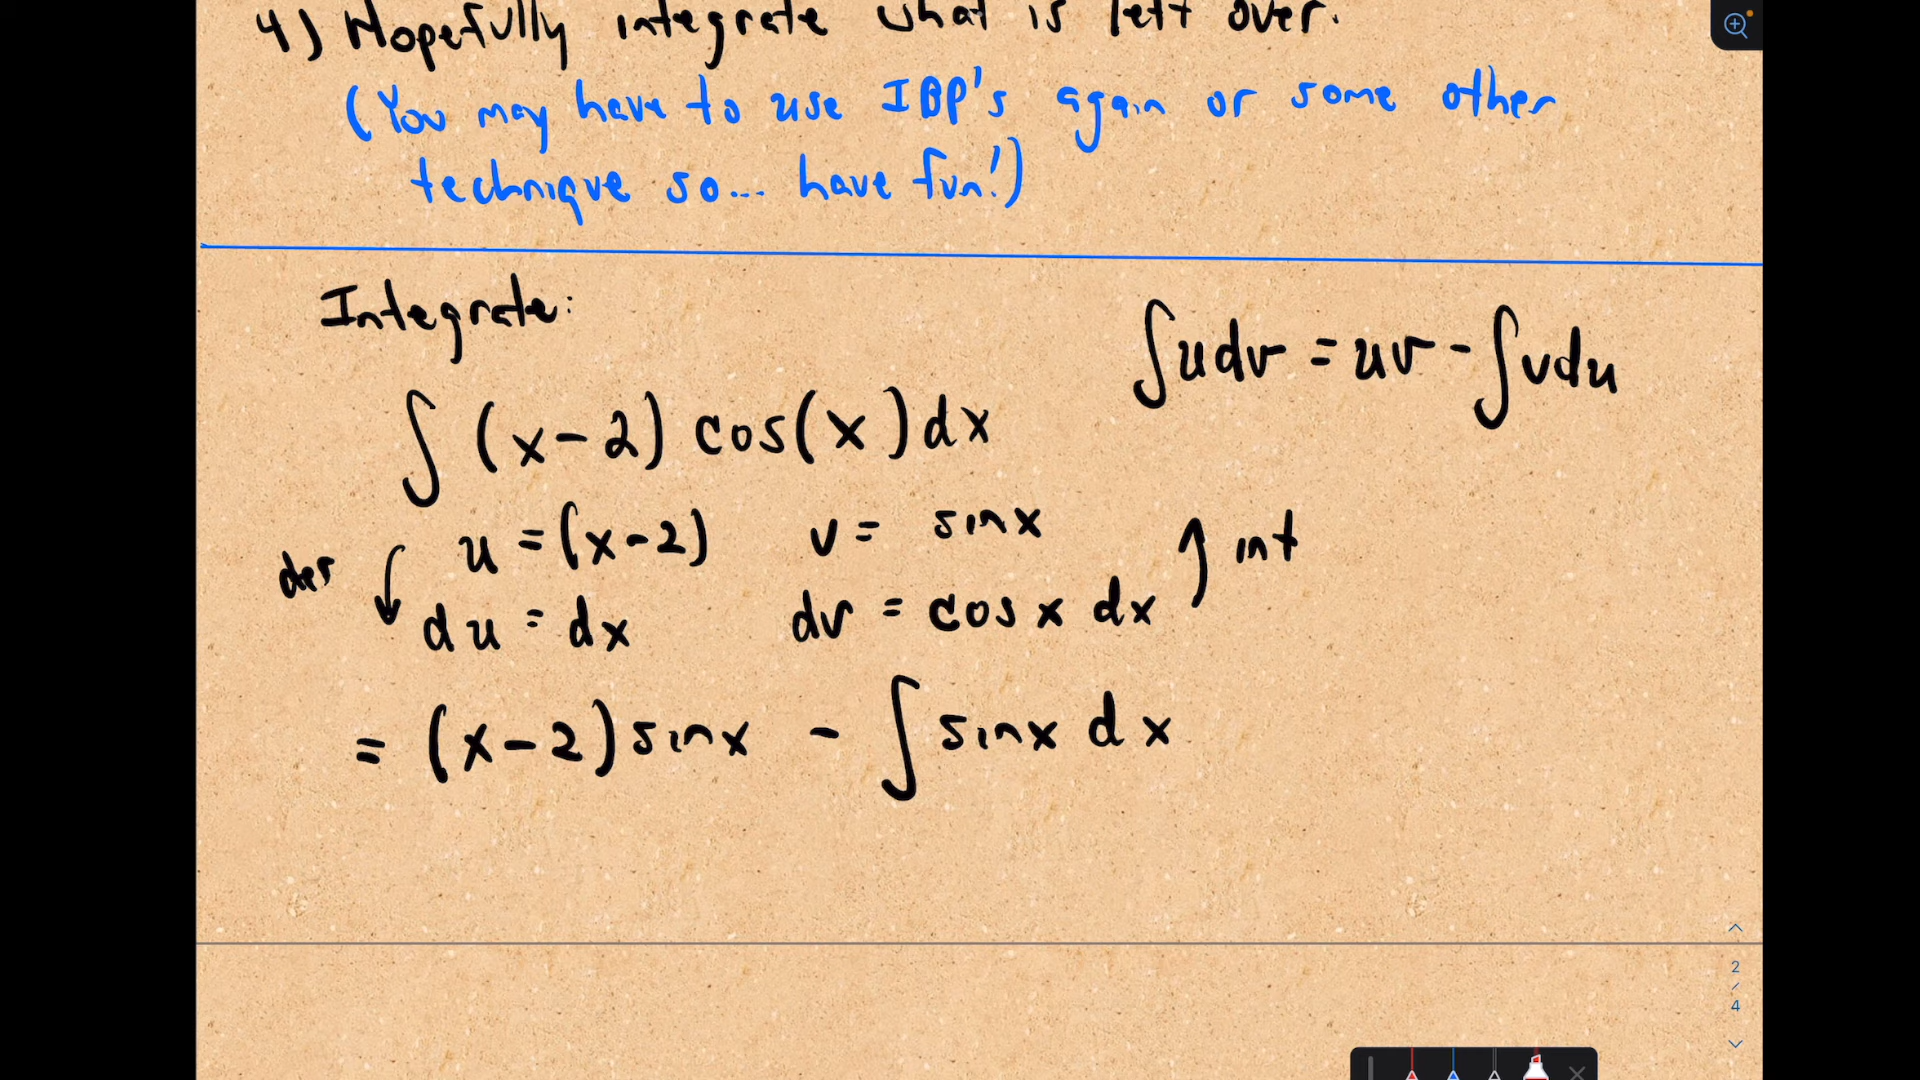 4) Hopefully integrate what is left over.
(You may have to use IBP's again or some other
technique so... have fun!)
Integrate:
∫udv = uv - ∫vdu
∫ (x-2) cos(x) dx
der u = (x-2) v = sinx int
du = dx dv = cos x dx
= (x-2) sinx - ∫ sinx dx
2
/
4